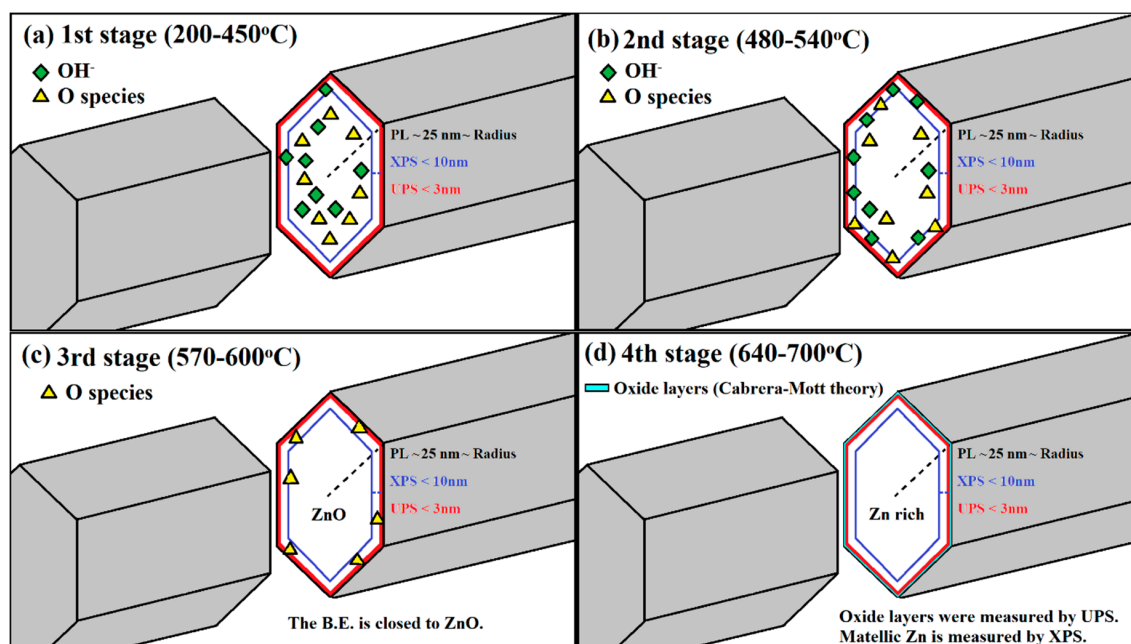 (a) 1st stage (200-450°C)
OH-
O species
PL ~25 nm~ Radius
XPS < 10nm
UPS < 3nm
(b) 2nd stage (480-540°C)
OH-
O species
PL ~25 nm~ Radius
XPS < 10nm
UPS < 3nm
(c) 3rd stage (570-600°C)
O species
PL ~25 nm~ Radius
XPS < 10nm
ZnO
UPS < 3nm
The B.E. is closed to ZnO.
(d) 4th stage (640-700°C)
Oxide layers (Cabrera-Mott theory)
PL ~25 nm~ Radius
XPS < 10nm
Zn rich
UPS < 3nm
Oxide layers were measured by UPS.
Matellic Zn is measured by XPS.